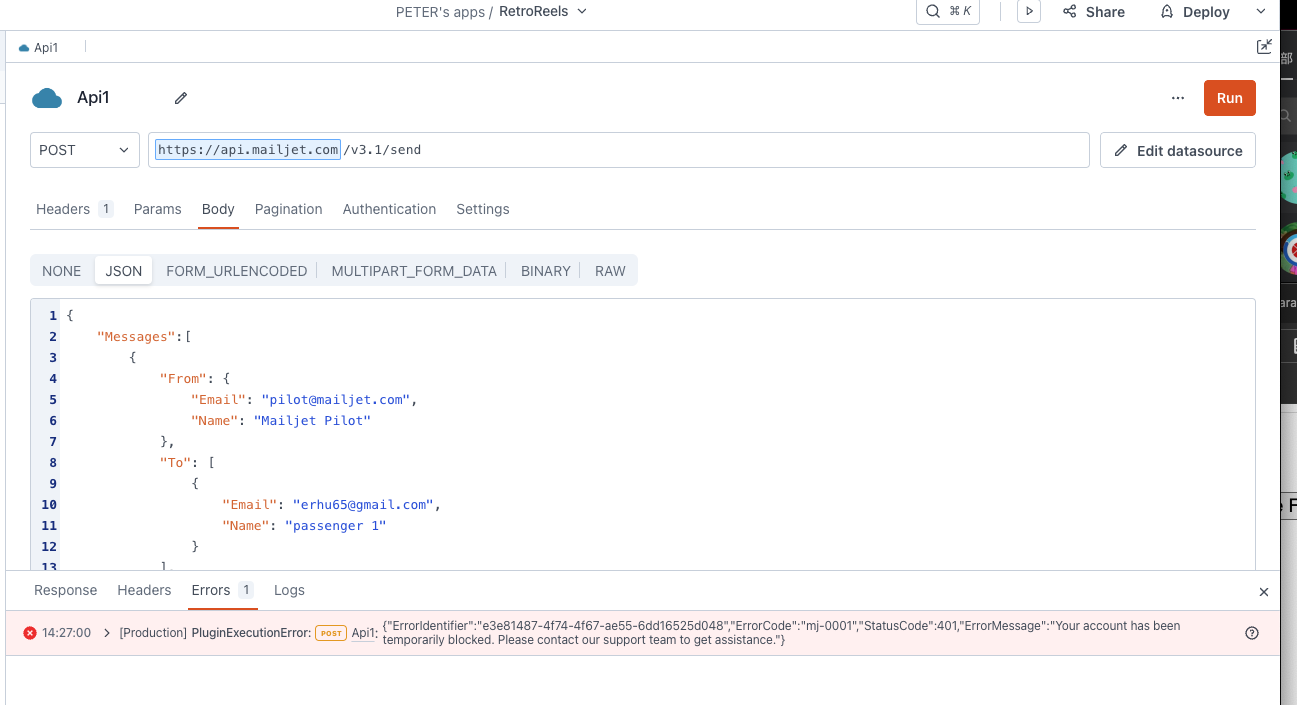 PETER's apps / RetroReels
⌘ K
Share
Deploy
Api1
Api1
Run
POST
https://api.mailjet.com/v3.1/send
Edit datasource
Headers 1 Params Body Pagination Authentication Settings
NONE JSON FORM_URLENCODED MULTIPART_FORM_DATA BINARY RAW
1 {
2 "Messages":[
3 {
4 "From": {
5 "Email": "pilot@mailjet.com",
6 "Name": "Mailjet Pilot"
7 },
8 "To": [
9 {
10 "Email": "erhu65@gmail.com",
11 "Name": "passenger 1"
12 }
13 ],
Response Headers Errors 1 Logs
14:27:00 [Production] PluginExecutionError: POST Api1: {"ErrorIdentifier":"e3e81487-4f74-4f67-ae55-6dd16525d048","ErrorCode":"mj-0001","StatusCode":401,"ErrorMessage":"Your account has been
temporarily blocked. Please contact our support team to get assistance."}
部
ara
e F